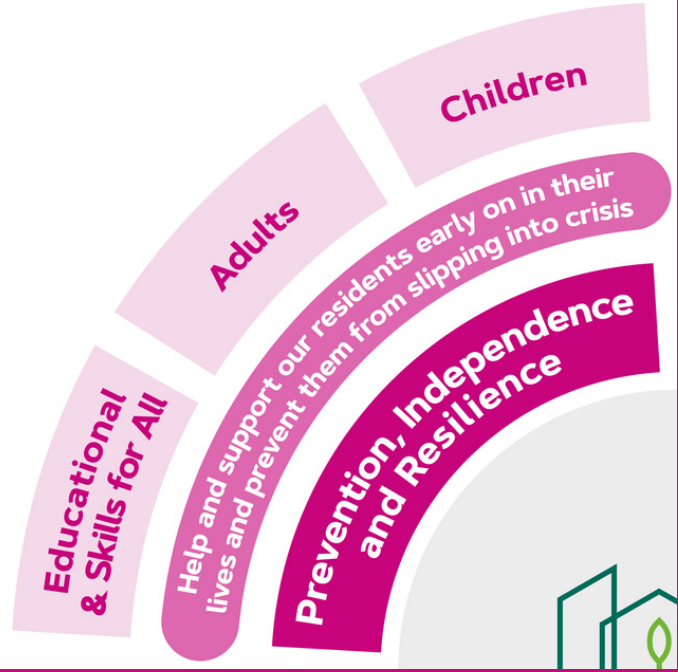 Children
Adults
Educational
& Skills for All
Help and support our residents early on in their
lives and prevent them from slipping into crisis
Prevention, Independence
and Resilience